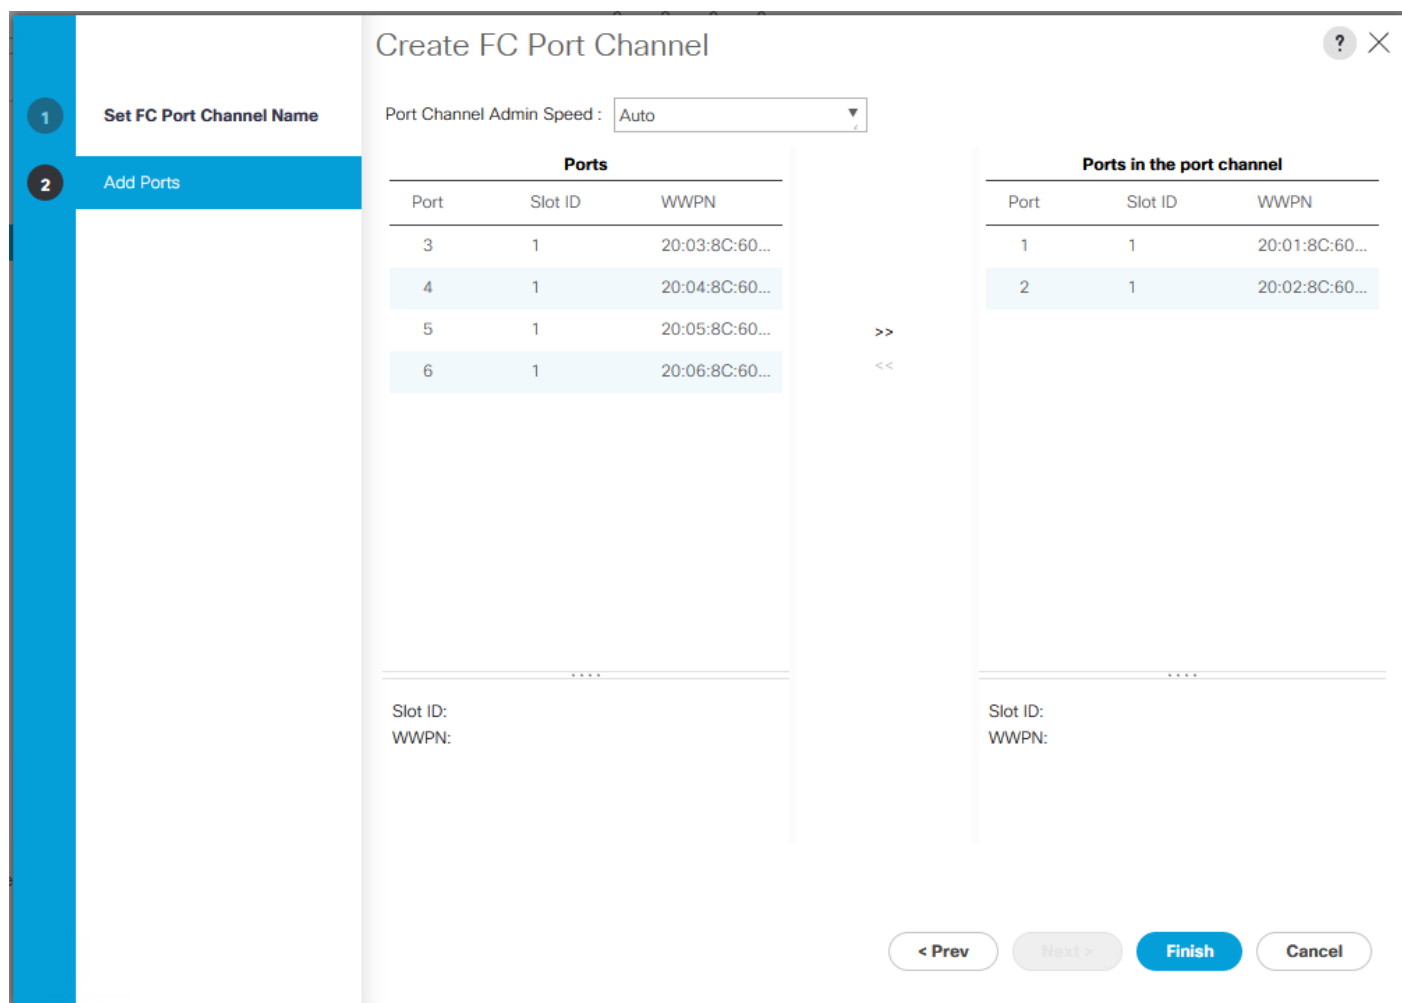 Create FC Port Channel
?
1 Set FC Port Channel Name
2 Add Ports
Port Channel Admin Speed : Auto
Ports
Port Slot ID WWPN
3 1 20:03:8C:60...
4 1 20:04:8C:60...
5 1 20:05:8C:60...
6 1 20:06:8C:60...
>>
<<
Ports in the port channel
Port Slot ID WWPN
1 1 20:01:8C:60...
2 1 20:02:8C:60...
Slot ID:
WWPN:
Slot ID:
WWPN:
< Prev Next > Finish Cancel